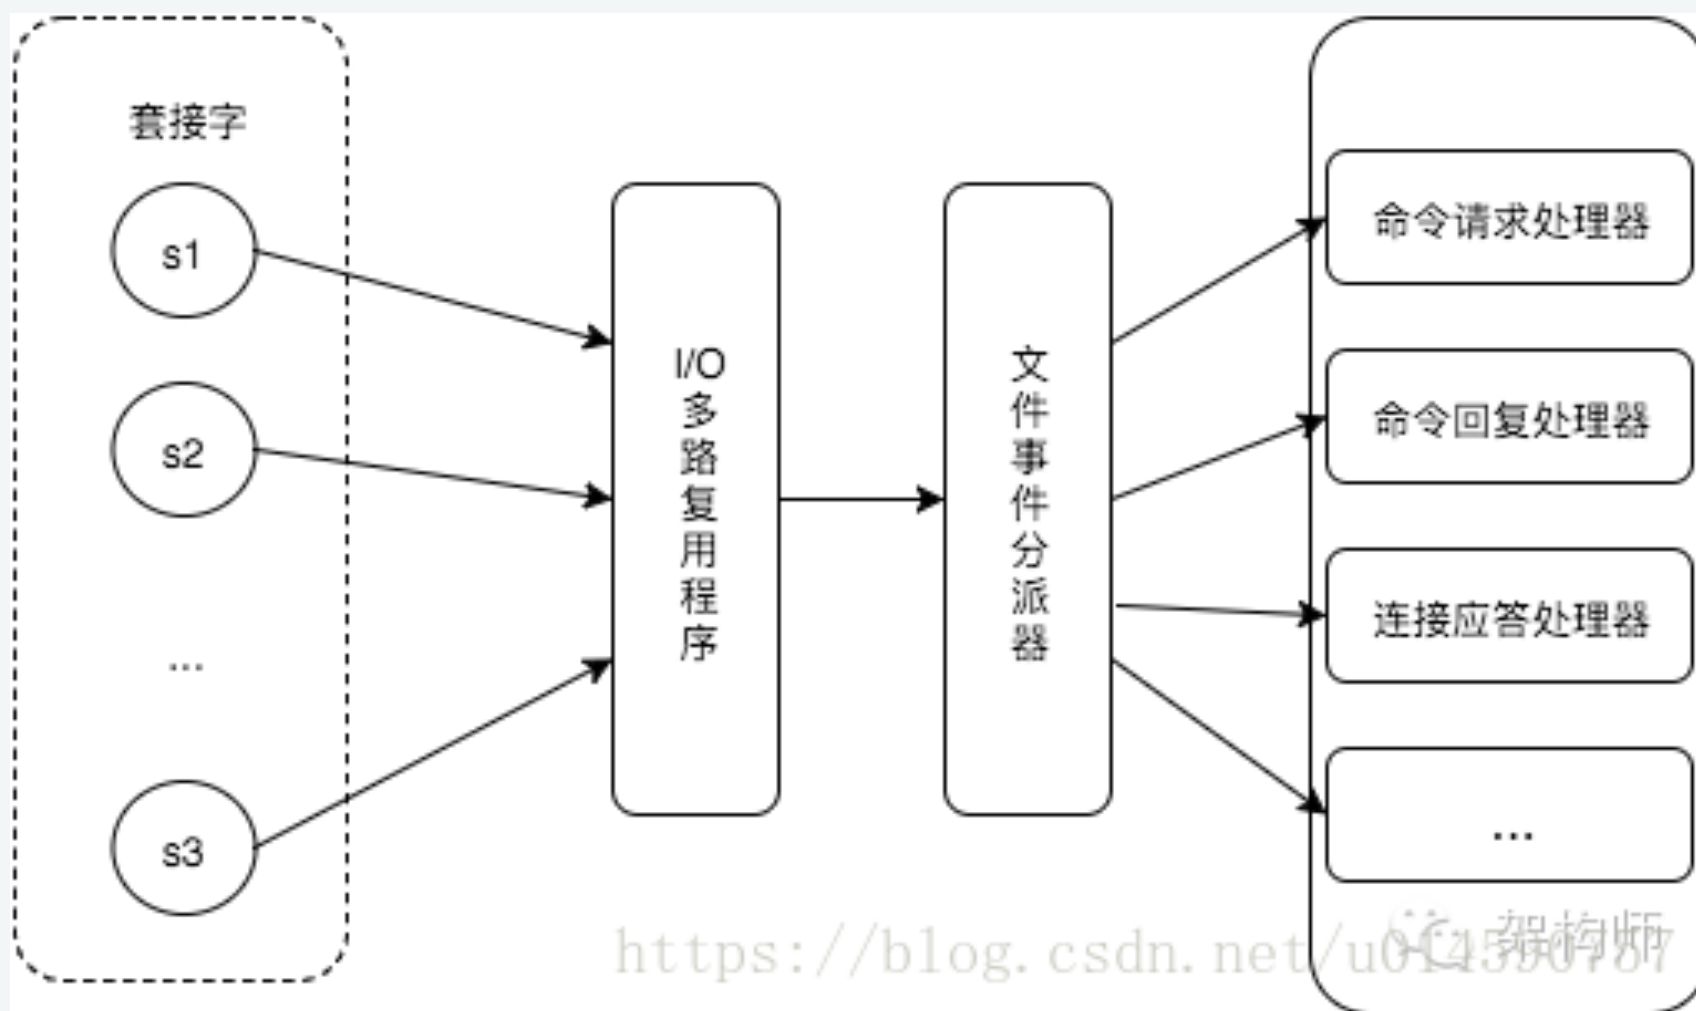 套接字
s1
s2
...
s3
I/O
多
路
复
用
程
序
文
件
事
件
分
派
器
命令请求处理器
命令回复处理器
连接应答处理器
...
架构师
https://blog.csdn.net/